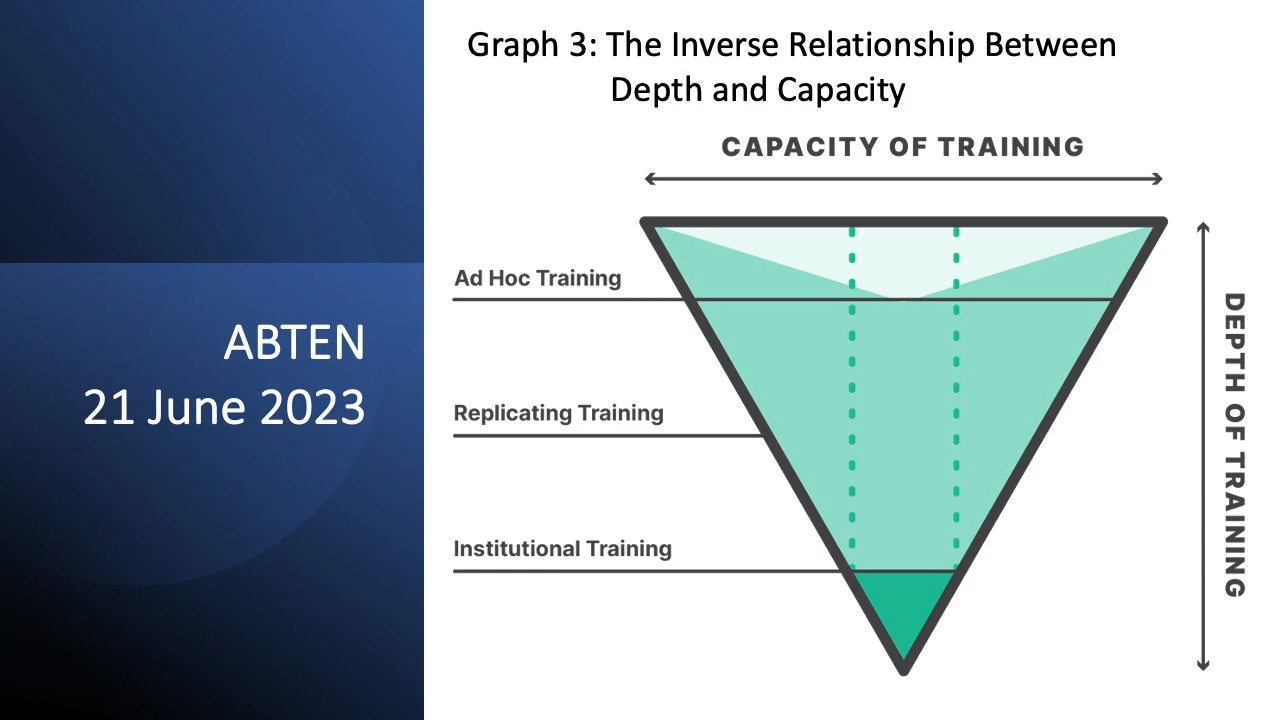 Graph 3: The Inverse Relationship Between
Depth and Capacity
CAPACITY OF TRAINING
Ad Hoc Training
Replicating Training
Institutional Training
DEPTH OF TRAINING
ABTEN
21 June 2023